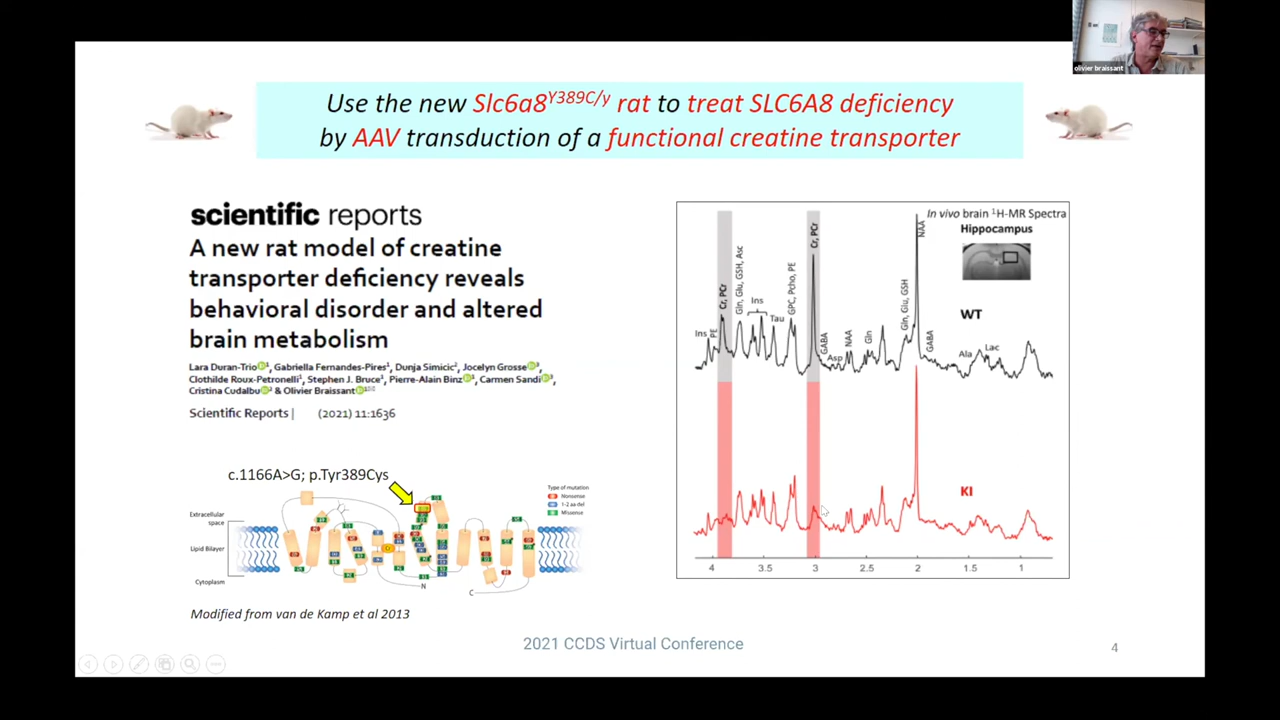 olivier braissant
Use the new Slc6a8Y389C/y rat to treat SLC6A8 deficiency
by AAV transduction of a functional creatine transporter
scientific reports
A new rat model of creatine
transporter deficiency reveals
behavioral disorder and altered
brain metabolism
Lara Duran-Trio, Gabriella Fernandes-Pires, Dunja Simicic, Jocelyn Grosse,
Clothilde Roux-Petronelli, Stephen J. Bruce, Pierre-Alain Binz, Carmen Sandi,
Cristina Cudalbu & Olivier Braissant
Scientific Reports | (2021) 11:1636
c.1166A>G; p.Tyr389Cys
Type of mutation
Nonsense
1-2 aa del
Missense
Extracellular
space
Lipid Bilayer
Cytoplasm
N
C
Modified from van de Kamp et al 2013
In vivo brain 1H-MR Spectra
Hippocampus
WT
KI
Ins
PE
Cr, PCr
Gln, Glu, GSH, Asc
Ins
Tau
GPC, Pcho, PE
Cr, PCr
GABA
Asp
NAA
Gln
Gln, Glu, GSH
NAA
GABA
Ala
Lac
4 3.5 3 2.5 2 1.5 1
2021 CCDS Virtual Conference
4